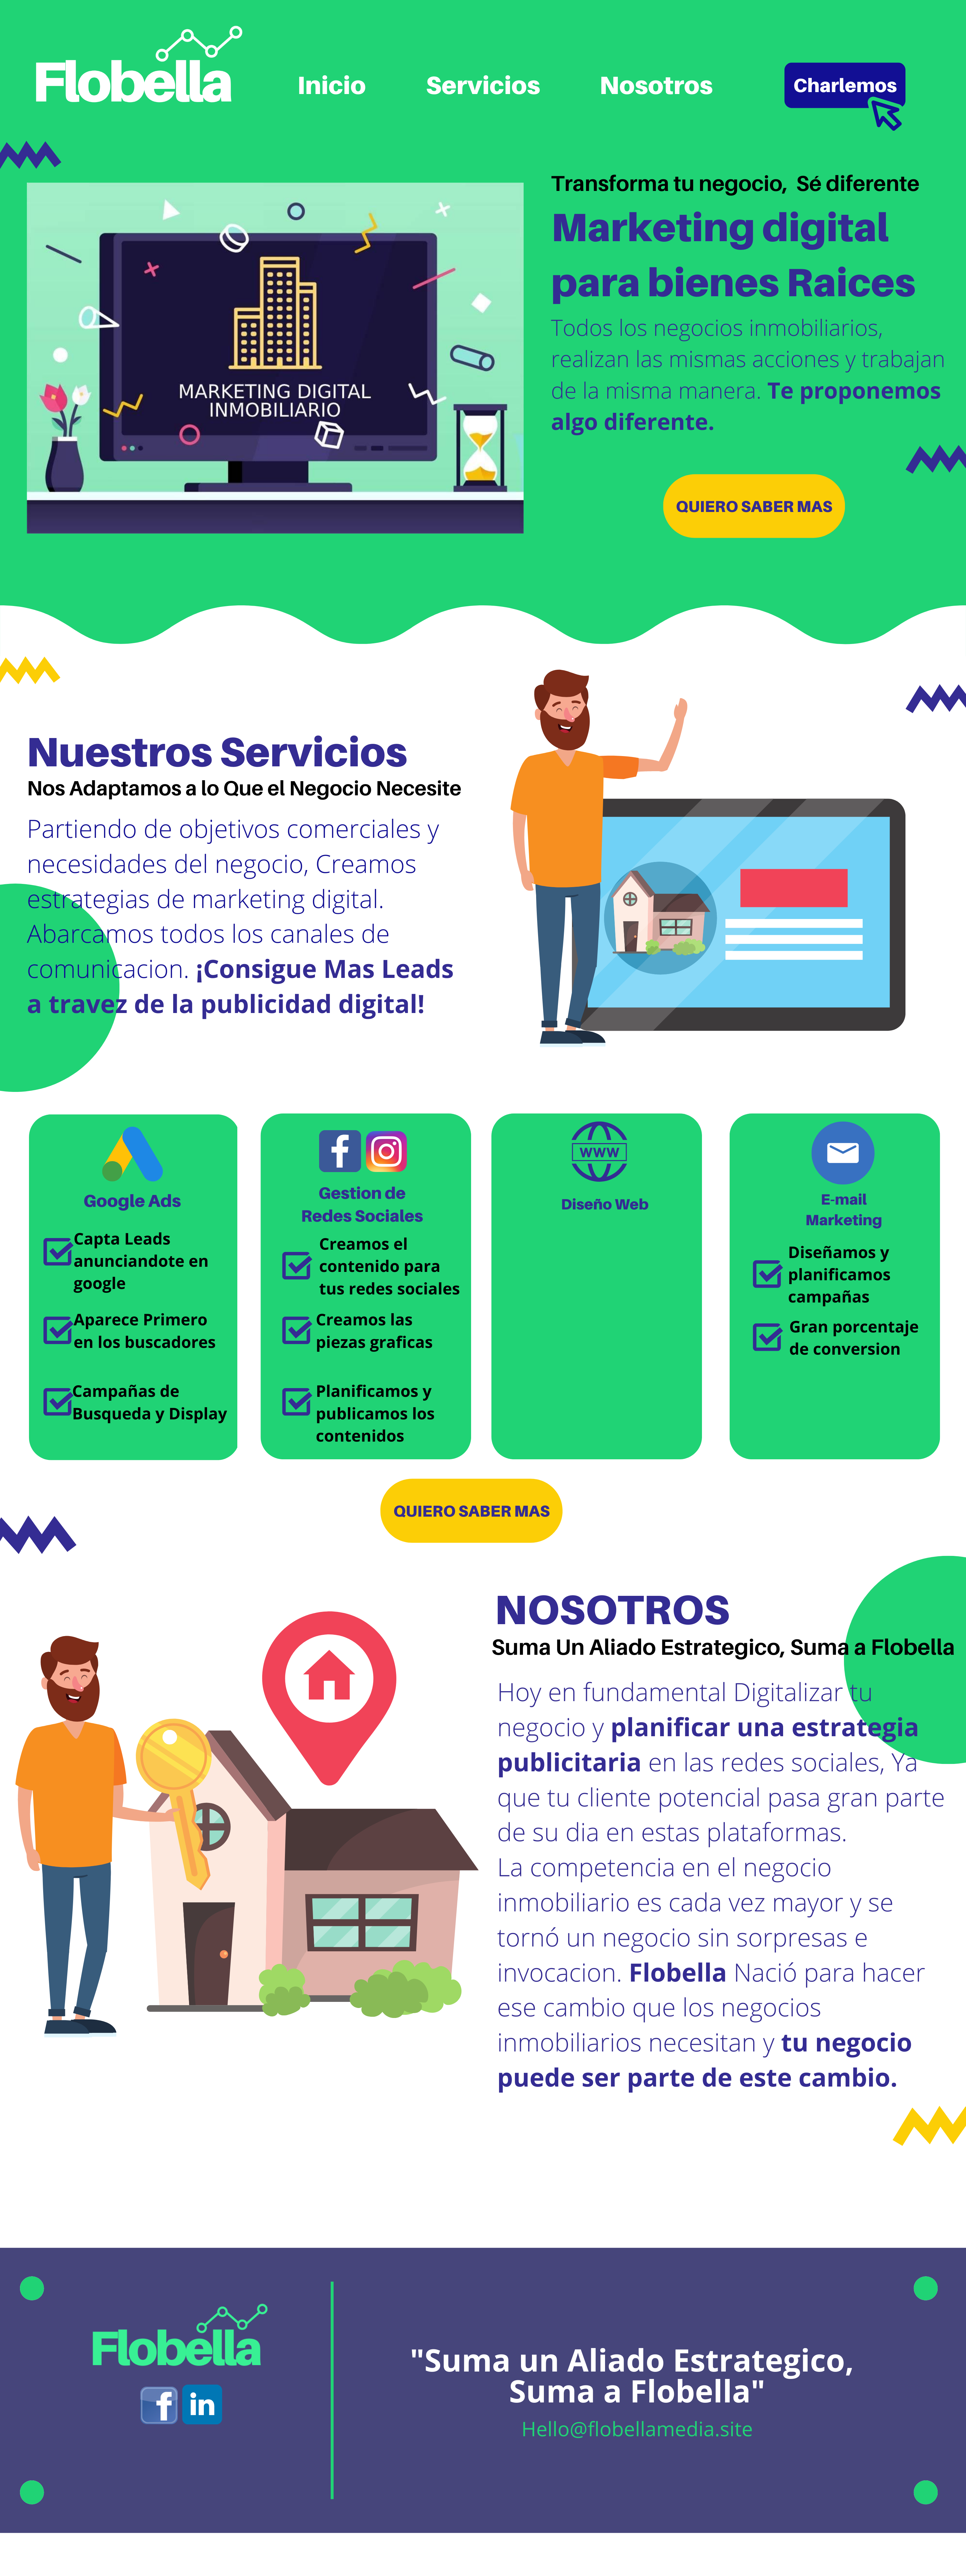 Flobella
Inicio
Servicios
Nosotros
Charlemos
Transforma tu negocio, Sé diferente
Marketing digital
para bienes Raices
Todos los negocios inmobiliarios,
realizan las mismas acciones y trabajan
de la misma manera. Te proponemos
algo diferente.
MARKETING DIGITAL
INMOBILIARIO
QUIERO SABER MAS
Nuestros Servicios
Nos Adaptamos a lo Que el Negocio Necesite
Partiendo de objetivos comerciales y
necesidades del negocio, Creamos
estrategias de marketing digital.
Abarcamos todos los canales de
comunicacion. ¡Consigue Mas Leads
a travez de la publicidad digital!
Google Ads
Capta Leads
anunciandote en
google
Aparece Primero
en los buscadores
Campañas de
Busqueda y Display
f
Gestion de
Redes Sociales
Creamos el
contenido para
tus redes sociales
Creamos las
piezas graficas
Planificamos y
publicamos los
contenidos
WWW
Diseño Web
E-mail
Marketing
Diseñamos y
planificamos
campañas
Gran porcentaje
de conversion
QUIERO SABER MAS
NOSOTROS
Suma Un Aliado Estrategico, Suma a Flobella
Hoy en fundamental Digitalizar tu
negocio y planificar una estrategia
publicitaria en las redes sociales, Ya
que tu cliente potencial pasa gran parte
de su dia en estas plataformas.
La competencia en el negocio
inmobiliario es cada vez mayor y se
tornó un negocio sin sorpresas e
invocacion. Flobella Nació para hacer
ese cambio que los negocios
inmobiliarios necesitan y tu negocio
puede ser parte de este cambio.
Flobella
f in
"Suma un Aliado Estrategico,
Suma a Flobella"
Hello@flobellamedia.site